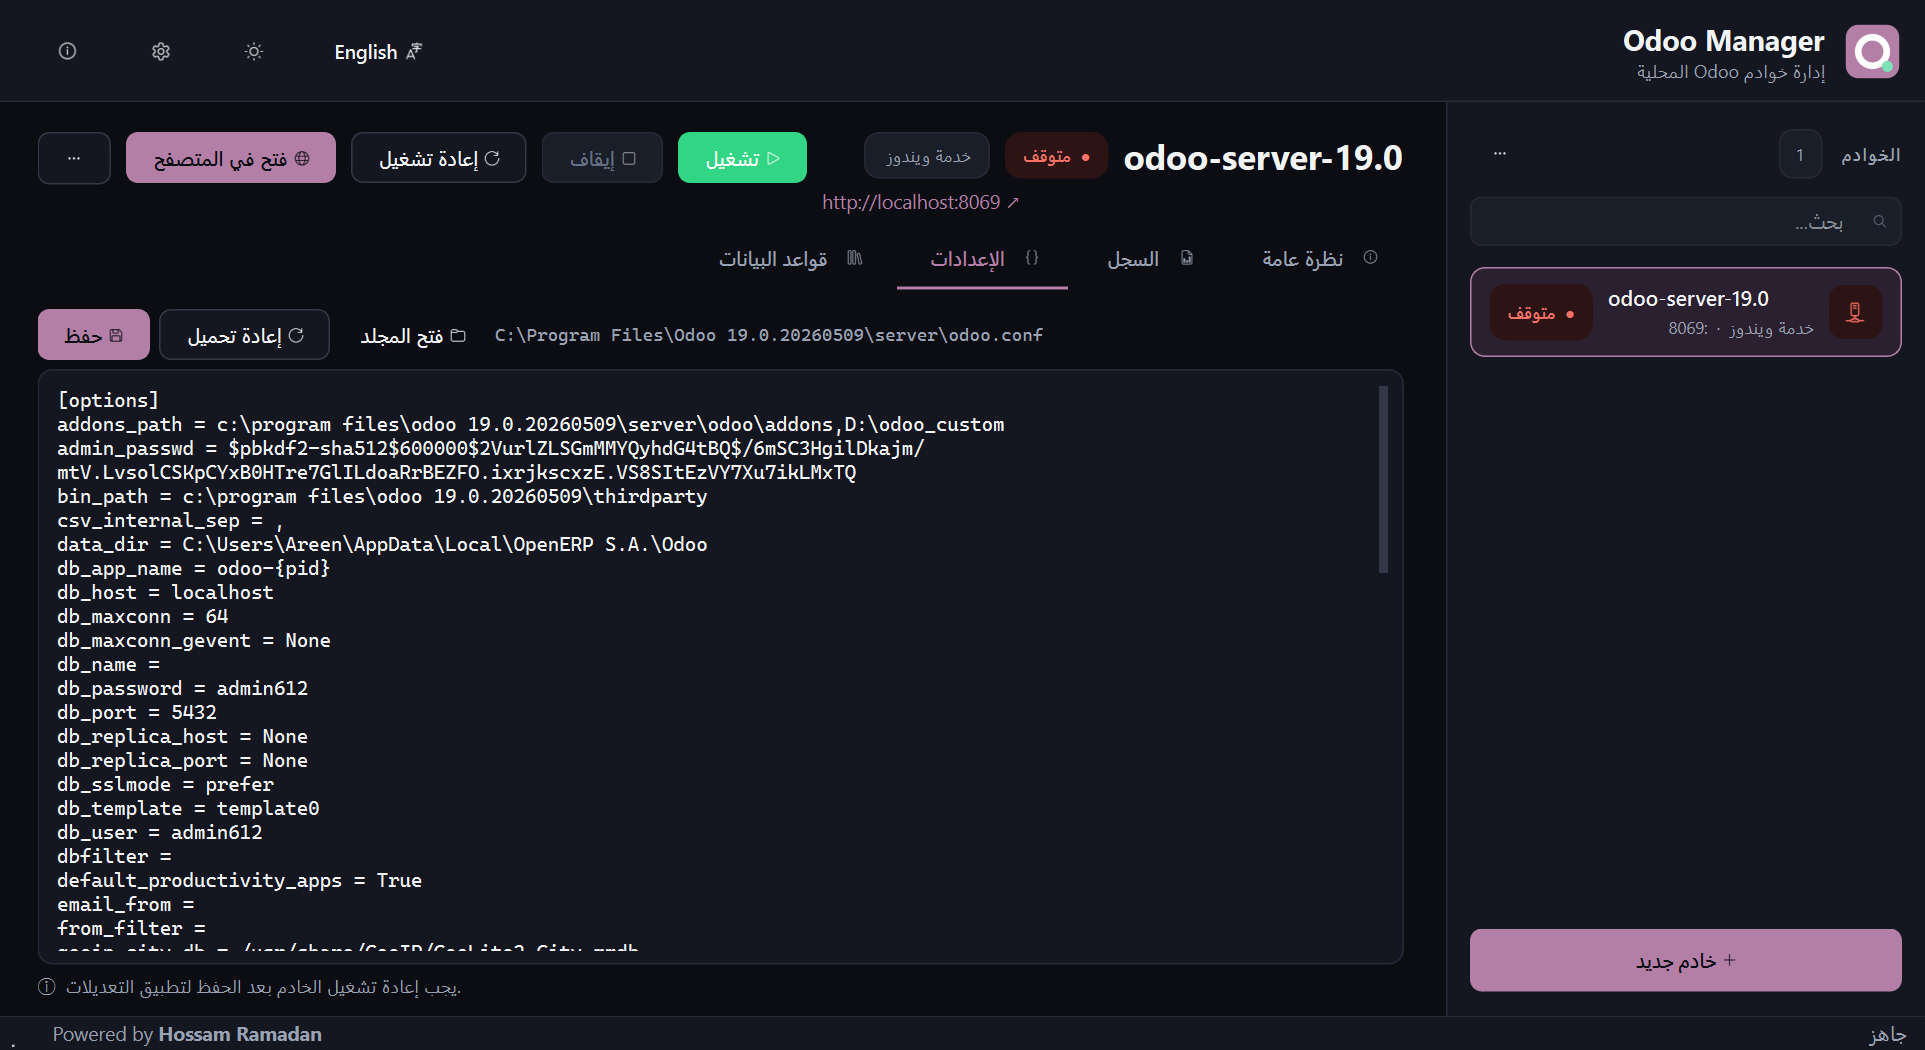 Odoo Manager
إدارة خوادم Odoo المحلية
English
الخوادم
1
...
بحث...
odoo-server-19.0
خدمة ويندوز · :8069
متوقف
+ خادم جديد
odoo-server-19.0
متوقف
خدمة ويندوز
تشغيل
إيقاف
إعادة تشغيل
فتح في المتصفح
...
http://localhost:8069 ↗
نظرة عامة
السجل
{} الإعدادات
قواعد البيانات
C:\Program Files\Odoo 19.0.20260509\server\odoo.conf
فتح المجلد
إعادة تحميل
حفظ
[options]
addons_path = c:\program files\odoo 19.0.20260509\server\odoo\addons,D:\odoo_custom
admin_passwd = $pbkdf2-sha512$600000$2VurlZLSGmMMYQyhdG4tBQ$/6mSC3HgilDkajm/
mtV.LvsolCSKpCYxB0HTre7GlILdoaRrBEZFO.ixrjkscxzE.VS8SItEzVY7Xu7ikLMxTQ
bin_path = c:\program files\odoo 19.0.20260509\thirdparty
csv_internal_sep = ,
data_dir = C:\Users\Areen\AppData\Local\OpenERP S.A.\Odoo
db_app_name = odoo-{pid}
db_host = localhost
db_maxconn = 64
db_maxconn_gevent = None
db_name =
db_password = admin612
db_port = 5432
db_replica_host = None
db_replica_port = None
db_sslmode = prefer
db_template = template0
db_user = admin612
dbfilter =
default_productivity_apps = True
email_from =
from_filter =
geoip_city_db = /usr/share/GeoIP/GeoLite2-City.mmdb
يجب إعادة تشغيل الخادم بعد الحفظ لتطبيق التعديلات.
جاهز
Powered by Hossam Ramadan